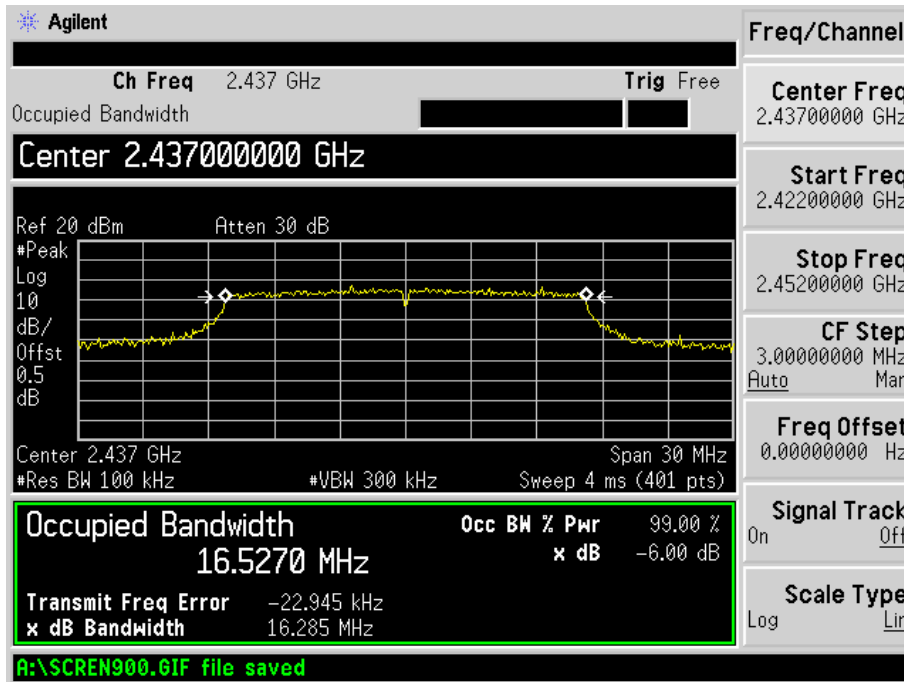 Agilent
Freq/Channel
Ch Freq 2.437 GHz Trig Free
Occupied Bandwidth
Center 2.437000000 GHz
Ref 20 dBm Atten 30 dB
#Peak
Log
10
dB/
Offst
0.5
dB
Center 2.437 GHz Span 30 MHz
#Res BW 100 kHz #VBW 300 kHz Sweep 4 ms (401 pts)
Occupied Bandwidth
16.5270 MHz
Occ BW % Pwr 99.00 %
x dB -6.00 dB
Transmit Freq Error -22.945 kHz
x dB Bandwidth 16.285 MHz
A:\SCREN900.GIF file saved
Center Freq
2.43700000 GHz
Start Freq
2.42200000 GHz
Stop Freq
2.45200000 GHz
CF Step
3.00000000 MHz
Auto Man
Freq Offset
0.00000000 Hz
Signal Track
On Off
Scale Type
Log Lin